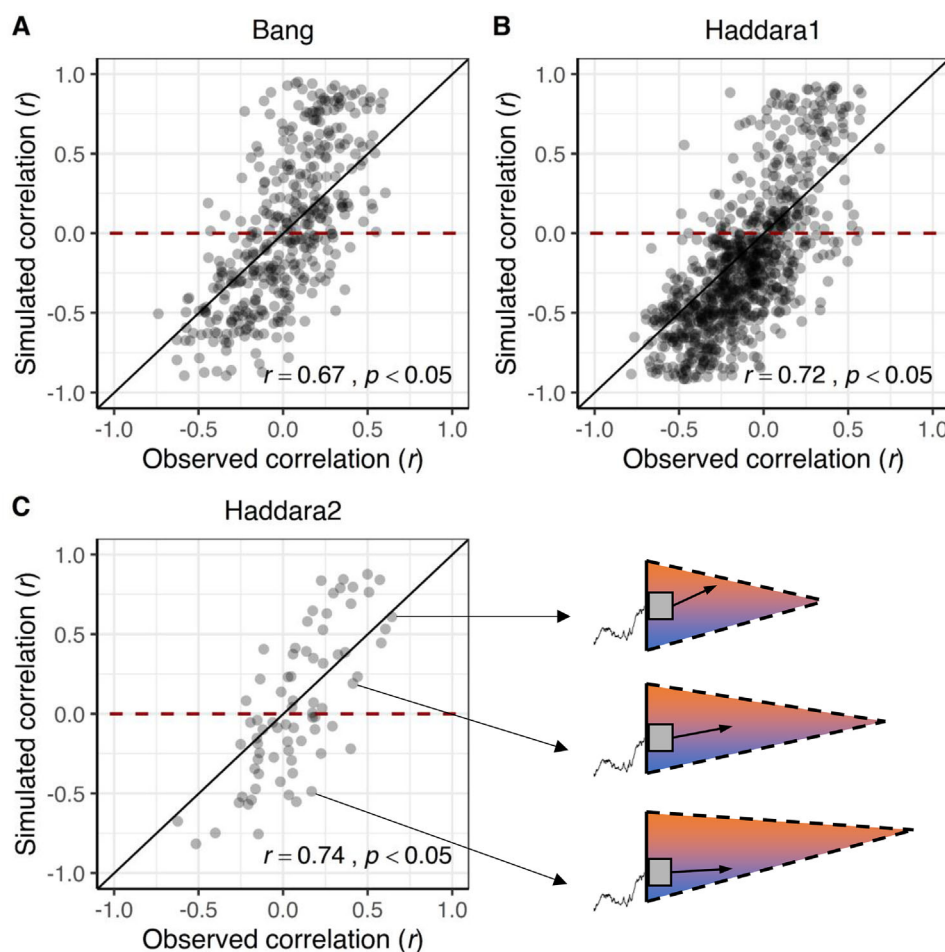 A
Bang
1.0
0.5
0.0
-0.5
-1.0
Simulated correlation (r)
r = 0.67 , p < 0.05
-1.0 -0.5 0.0 0.5 1.0
Observed correlation (r)
B
Haddara1
1.0
0.5
0.0
-0.5
-1.0
Simulated correlation (r)
r = 0.72 , p < 0.05
-1.0 -0.5 0.0 0.5 1.0
Observed correlation (r)
C
Haddara2
1.0
0.5
0.0
-0.5
-1.0
Simulated correlation (r)
r = 0.74 , p < 0.05
-1.0 -0.5 0.0 0.5 1.0
Observed correlation (r)